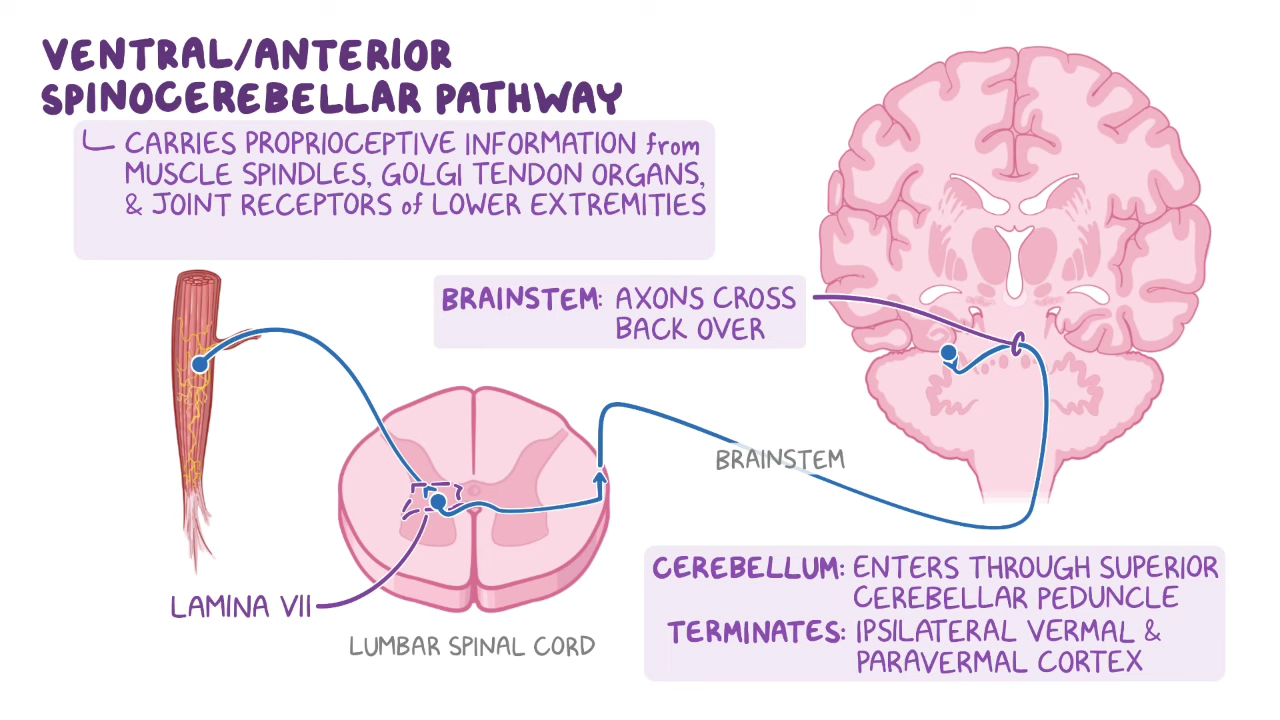 VENTRAL/ANTERIOR
SPINOCEREBELLAR PATHWAY
CARRIES PROPRIOCEPTIVE INFORMATION from
MUSCLE SPINDLES, GOLGI TENDON ORGANS,
& JOINT RECEPTORS of LOWER EXTREMITIES
BRAINSTEM: AXONS CROSS
BACK OVER
BRAINSTEM
LAMINA VII
LUMBAR SPINAL CORD
CEREBELLUM: ENTERS THROUGH SUPERIOR
CEREBELLAR PEDUNCLE
TERMINATES: IPSILATERAL VERMAL &
PARAVERMAL CORTEX